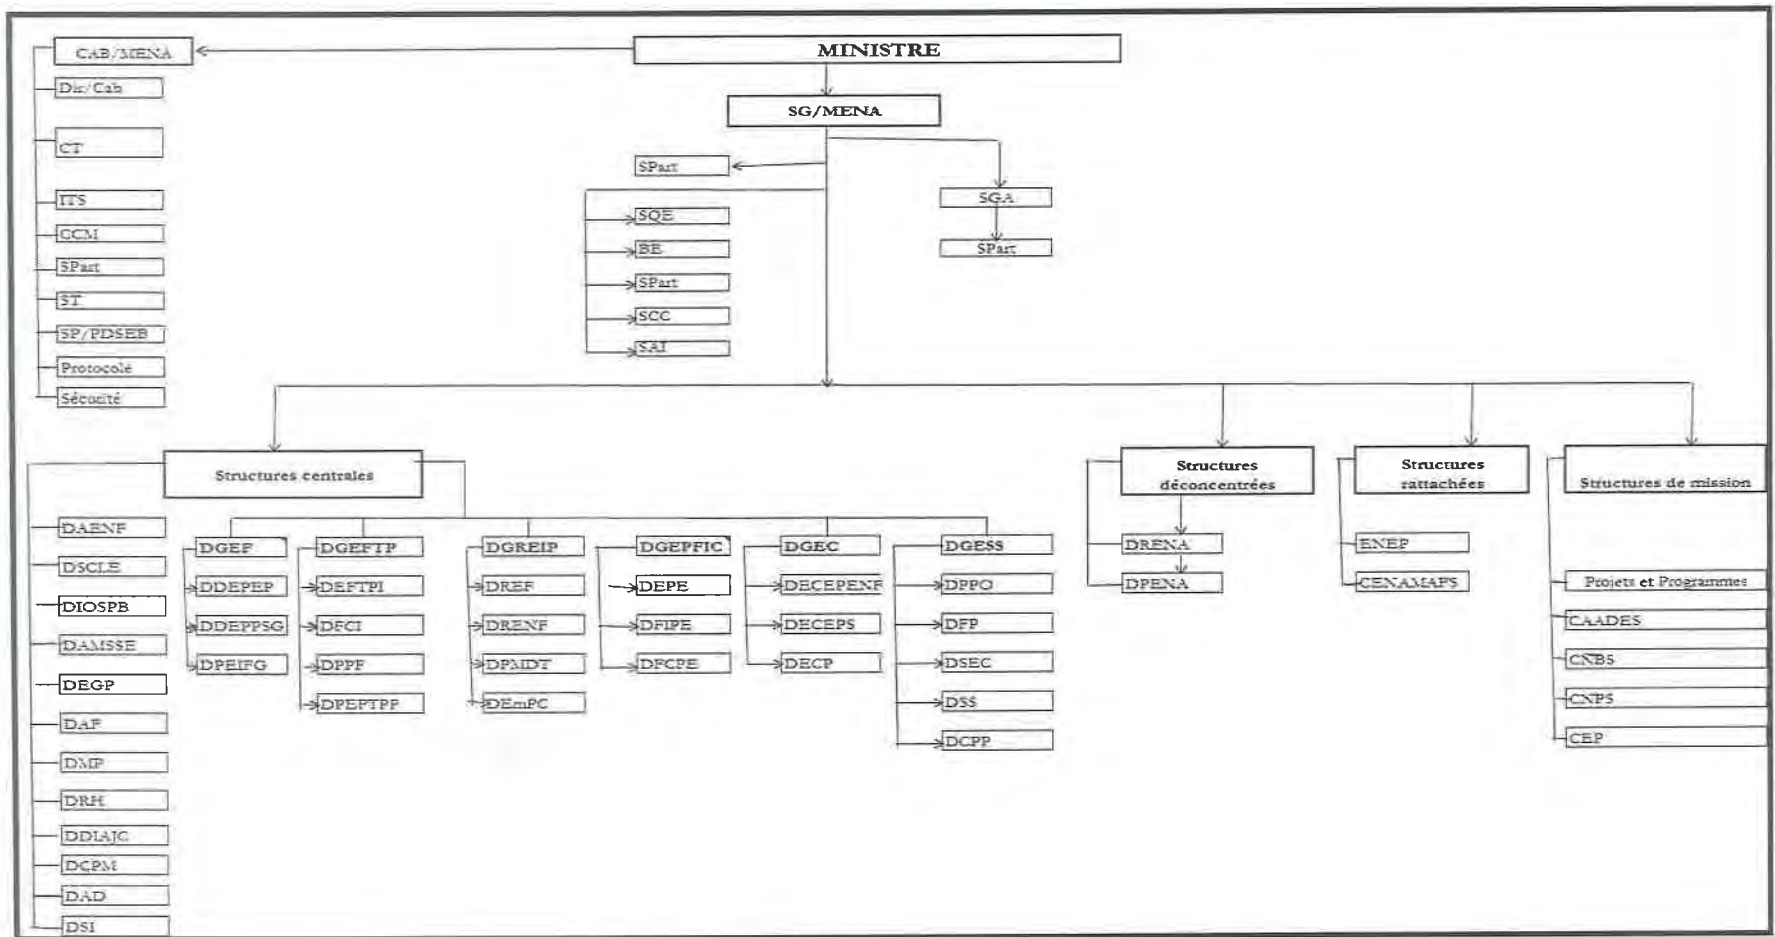 MINISTRE
CAB/MENA
Dir/Cab
CT
ITS
CCM
SPart
ST
SP/PDSEB
Protocole
Sécurité
SG/MENA
SPart
SQE
BE
SPart
SCC
SAI
SGA
SPart
Structures centrales
DAENF
DSCLE
DIOSPB
DAMSSE
DEGP
DAF
DMP
DRH
DDIAJC
DCPM
DAD
DSI
DGEF
DDEPEP
DDEPPSG
DPEIFG
DGEFTP
DEFTPI
DFCI
DPPF
DPEFTPP
DGREIP
DREF
DRENF
DPMDT
DEmPC
DGEPFIC
DEPE
DFIPE
DFCPE
DGEC
DECEPENF
DECEPS
DECP
DGESS
DPPO
DFP
DSEC
DSS
DCPP
Structures
déconcentrées
DRENA
DPENA
Structures
rattachées
ENEP
CENAMAFS
Structures de mission
Projets et Programmes
CAADES
CNBS
CNPS
CEP